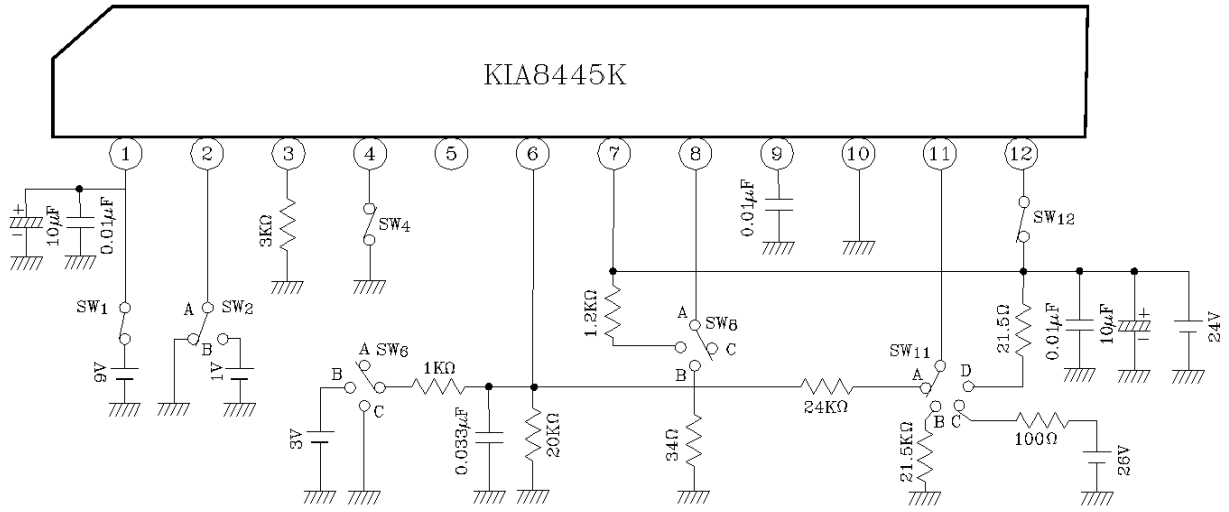 KIA8445K
1 2 3 4 5 6 7 8 9 10 11 12
+
-
10μF
0.01μF
3KΩ
SW4
0.01μF
SW12
SW1
9V
A
SW2
B
1V
1.2KΩ
A
SW8
C
B
34Ω
21.5Ω
0.01μF
10μF
+
-
24V
A
SW6
B
C
3V
1KΩ
0.033μF
20KΩ
24KΩ
SW11
A
D
B
C
21.5KΩ
100Ω
26V